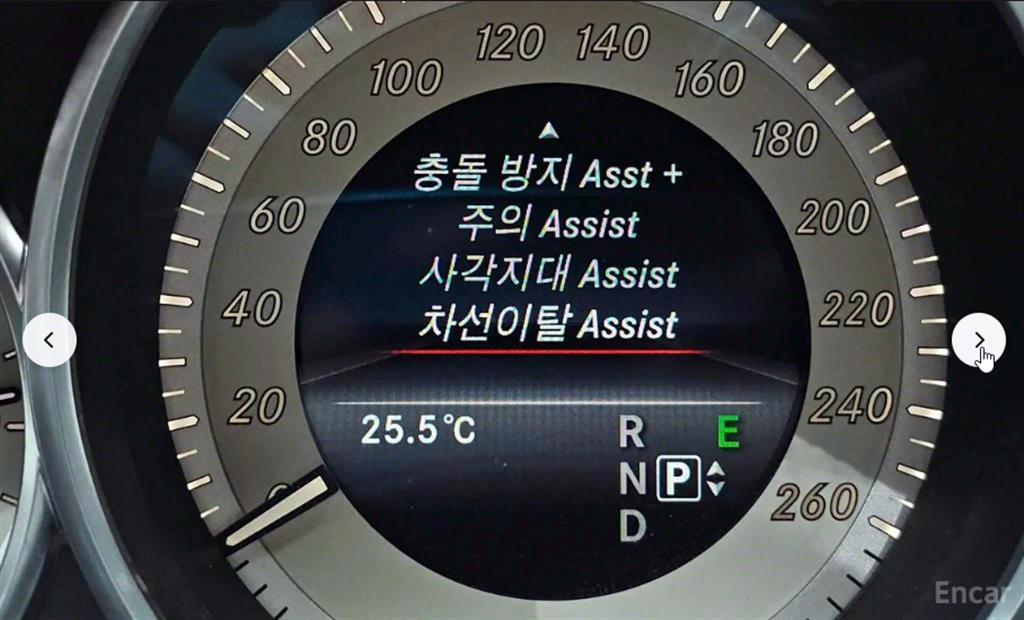 120 140
100 160
80 180
60 200
40 220
20 240
0 260
충돌 방지 Asst +
주의 Assist
사각지대 Assist
차선이탈 Assist
25.5°C
R E
N P
D
Encar